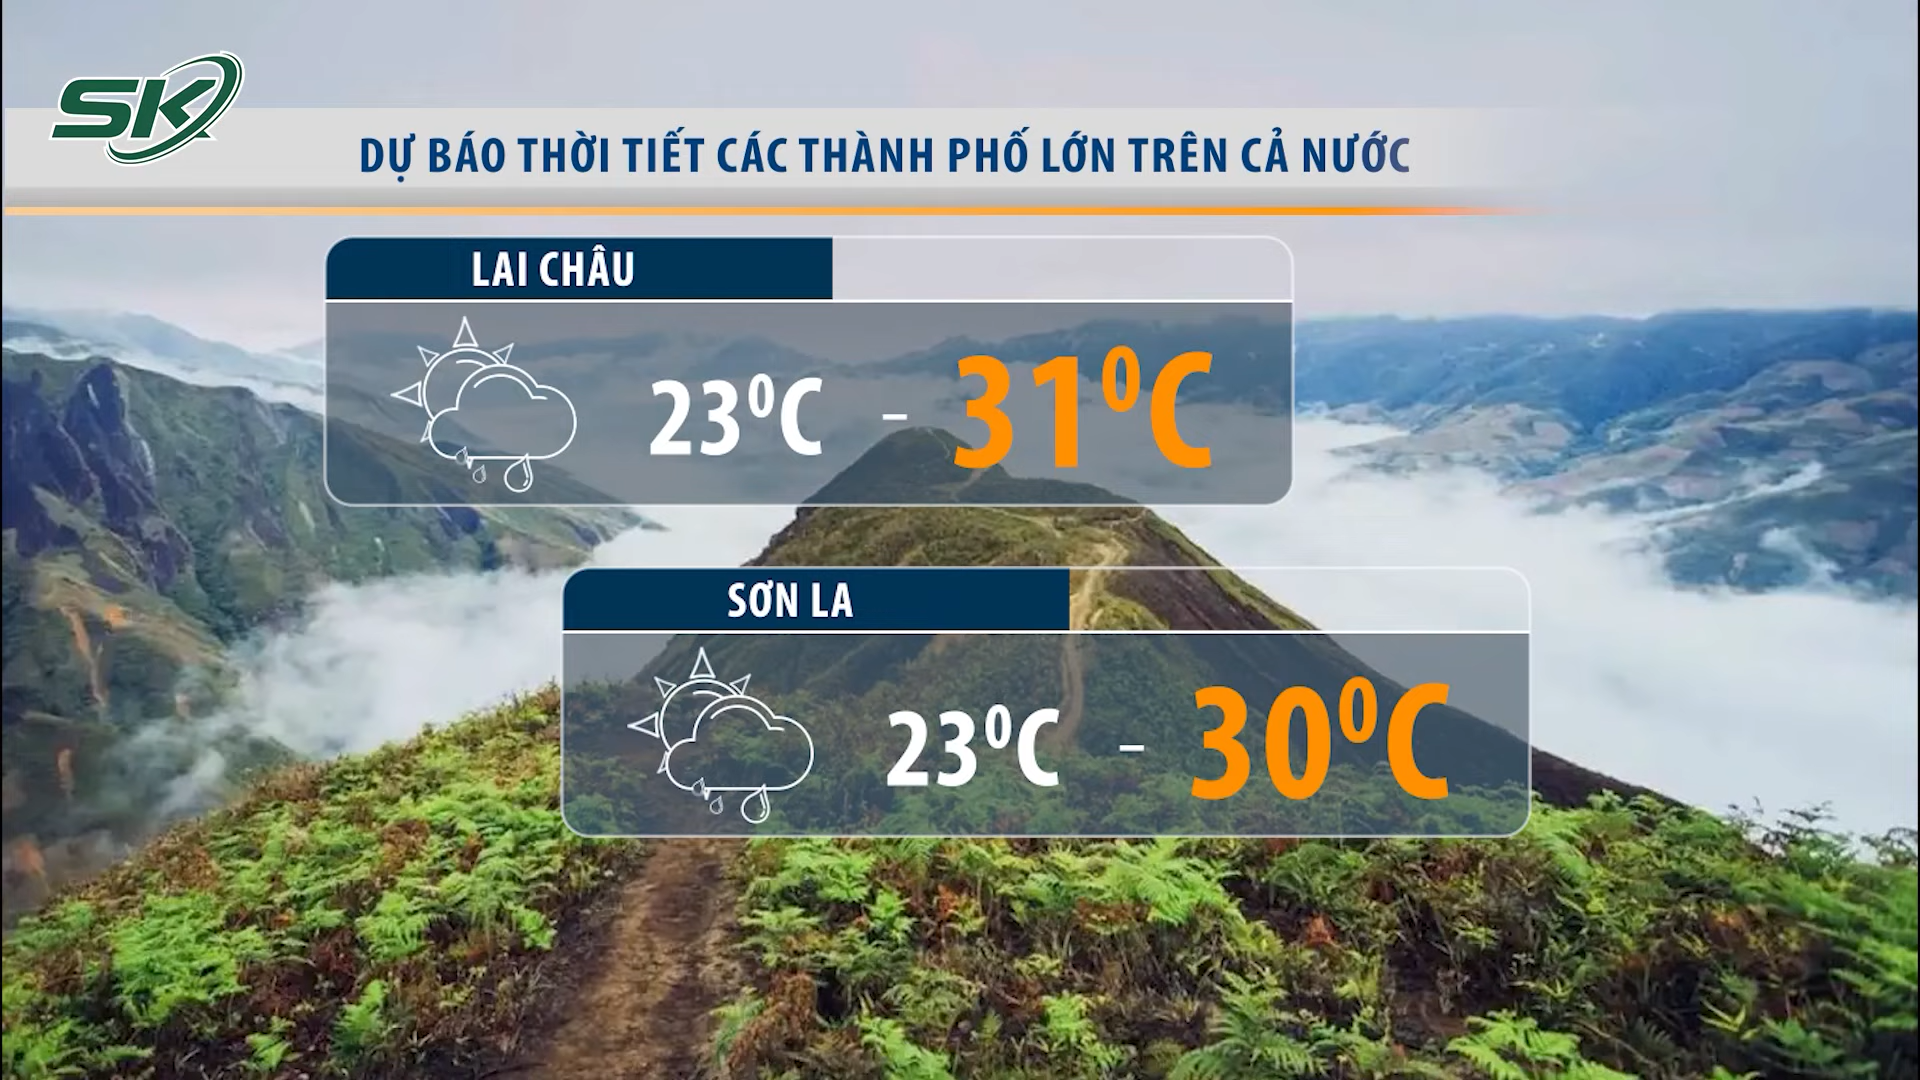 SK
DỰ BÁO THỜI TIẾT CÁC THÀNH PHỐ LỚN TRÊN CẢ NƯỚC
LAI CHÂU
23⁰C - 31⁰C
SƠN LA
23⁰C - 30⁰C